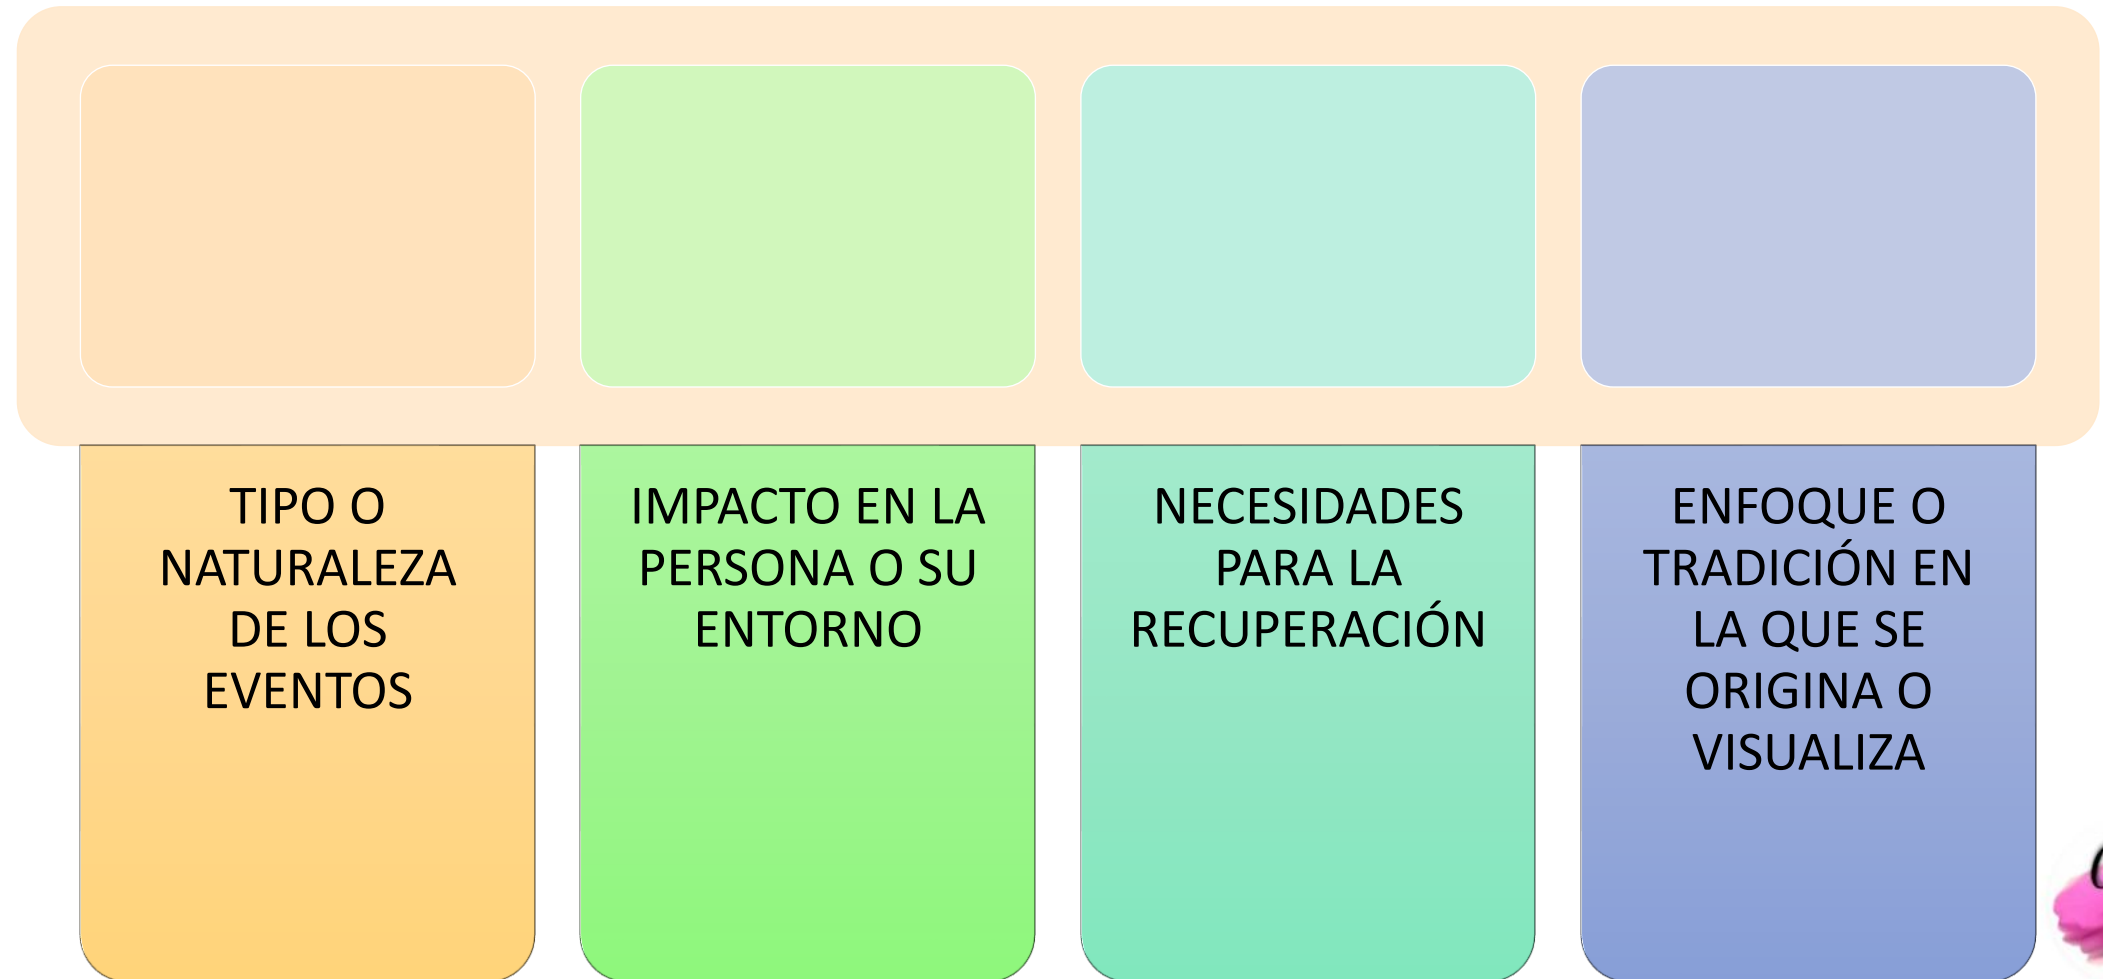 TIPO O
NATURALEZA
DE LOS
EVENTOS
IMPACTO EN LA
PERSONA O SU
ENTORNO
NECESIDADES
PARA LA
RECUPERACIÓN
ENFOQUE O
TRADICIÓN EN
LA QUE SE
ORIGINA O
VISUALIZA